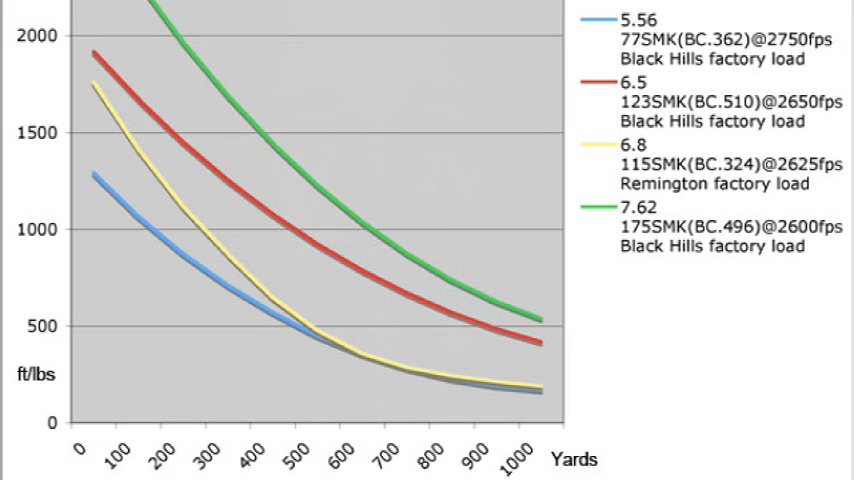 2000
1500
1000
500
ft/lbs
0
0
100
200
300
400
500
600
700
800
900
1000
Yards
5.56
77SMK(BC.362)@2750fps
Black Hills factory load
6.5
123SMK(BC.510)@2650fps
Black Hills factory load
6.8
115SMK(BC.324)@2625fps
Remington factory load
7.62
175SMK(BC.496)@2600fps
Black Hills factory load